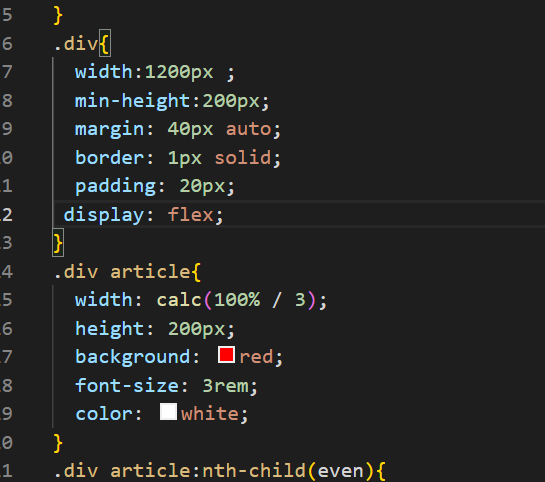 5 }
6 .div{
7 width:1200px ;
8 min-height:200px;
9 margin: 40px auto;
0 border: 1px solid;
1 padding: 20px;
2 display: flex;
3 }
4 .div article{
5 width: calc(100% / 3);
6 height: 200px;
7 background: red;
8 font-size: 3rem;
9 color: white;
0 }
1 .div article:nth-child(even){